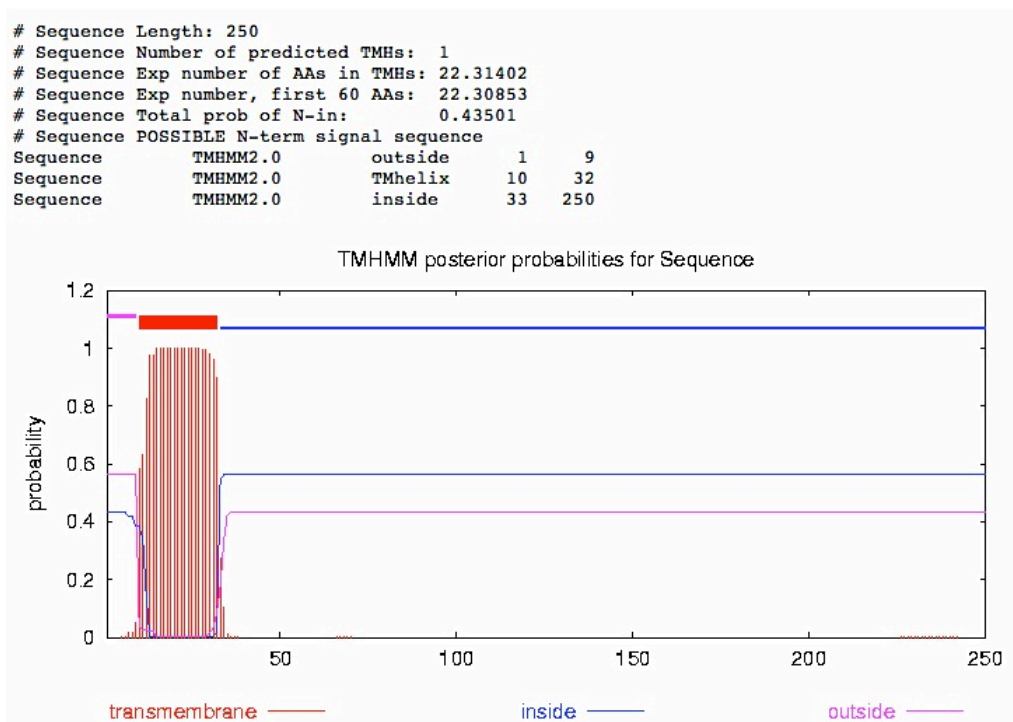 # Sequence Length: 250
# Sequence Number of predicted TMHs: 1
# Sequence Exp number of AAs in TMHs: 22.31402
# Sequence Exp number, first 60 AAs: 22.30853
# Sequence Total prob of N-in: 0.43501
# Sequence POSSIBLE N-term signal sequence
Sequence TMHMM2.0 outside 1 9
Sequence TMHMM2.0 TMhelix 10 32
Sequence TMHMM2.0 inside 33 250
TMHMM posterior probabilities for Sequence
1.2
1
0.8
0.6
0.4
0.2
0
probability
50 100 150 200 250
transmembrane inside outside